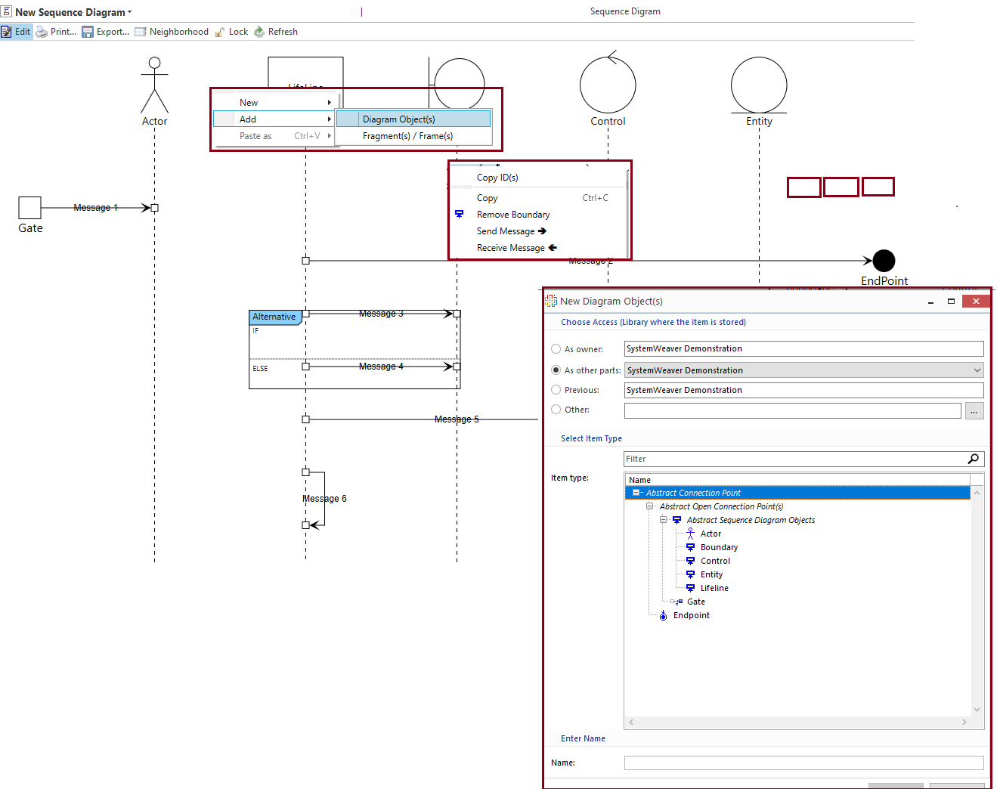 New Sequence Diagram
Sequence Digram
Edit Print... Export... Neighborhood Lock Refresh
Actor
Control
Entity
New
Add
Paste as Ctrl+V
Diagram Object(s)
Fragment(s) / Frame(s)
Copy ID(s)
Copy Ctrl+C
Remove Boundary
Send Message
Receive Message
Message 1
Gate
Message 2
EndPoint
Alternative
IF
Message 3
ELSE
Message 4
Message 5
Message 6
New Diagram Object(s)
Choose Access (Library where the item is stored)
As owner: SystemWeaver Demonstration
As other parts: SystemWeaver Demonstration
Previous: SystemWeaver Demonstration
Other: ...
Select Item Type
Filter
Item type:
Name
Abstract Connection Point
Abstract Open Connection Point(s)
Abstract Sequence Diagram Objects
Actor
Boundary
Control
Entity
Lifeline
Gate
Endpoint
Enter Name
Name: